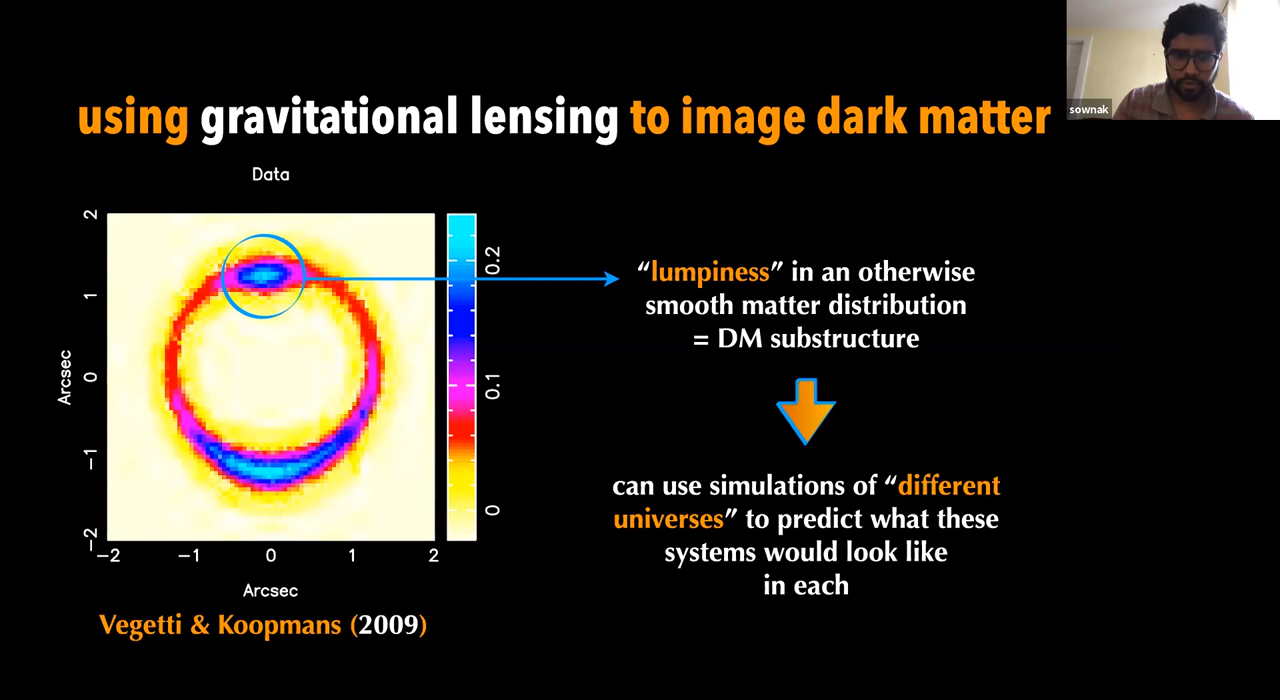 sownak
using gravitational lensing to image dark matter
Data
2
1
0
−1
−2
Arcsec
−2
−1
0
1
2
Arcsec
0.2
0.1
0
Vegetti & Koopmans (2009)
“lumpiness” in an otherwise
smooth matter distribution
= DM substructure
can use simulations of “different
universes” to predict what these
systems would look like
in each